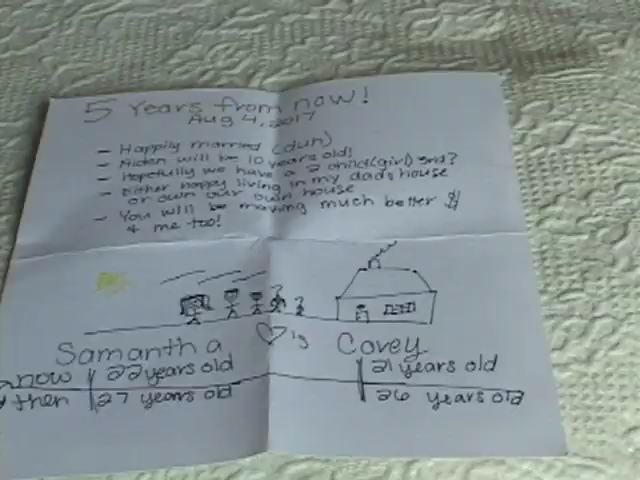 5 Years from now!
Aug 4, 2017
- Happily married (duh)
- Aiden will be 10 years old!
- Hopefully we have a 2 child(girl) 3rd?
- Either happy living in my dads house
or own our own house
- You will be making much better $
& me too!
Samantha ♡'s Corey
now 22 years old 21 years old
then 27 years old 26 years old